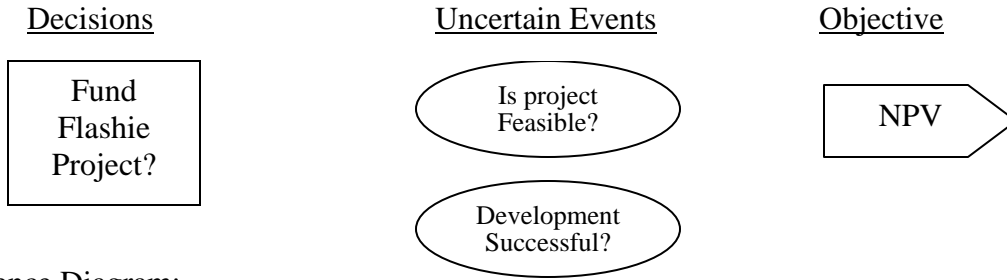 Decisions
Uncertain Events
Objective
Fund
Flashie
Project?
Is project
Feasible?
NPV
Development
Successful?
ence Diagram: